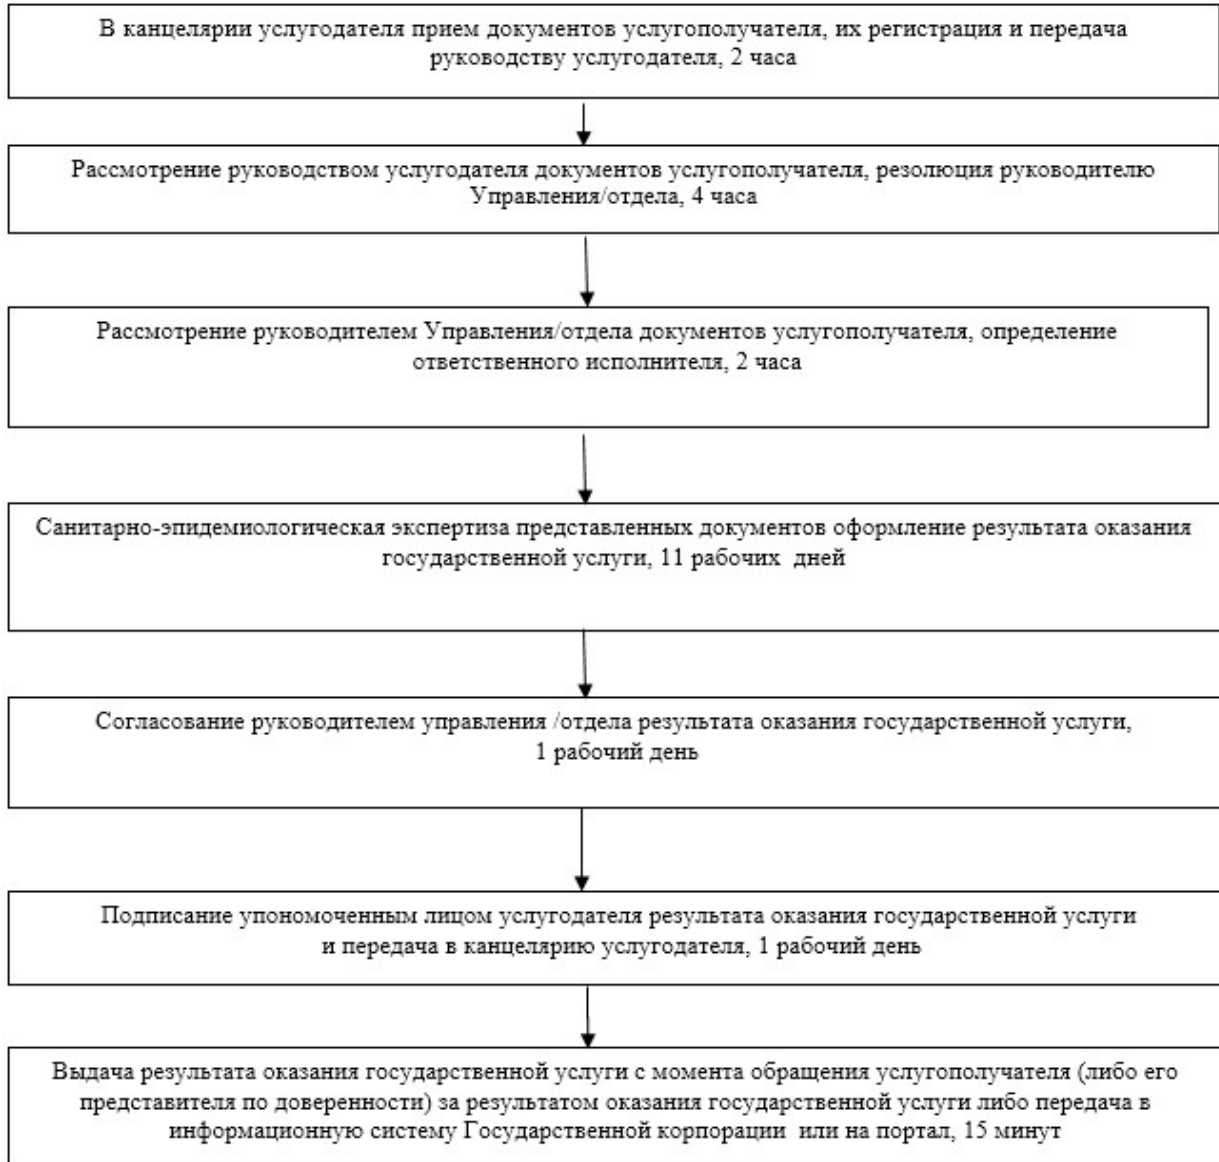 В канцелярии услугодателя прием документов услугополучателя, их регистрация и передача
руководству услугодателя, 2 часа
Рассмотрение руководством услугодателя документов услугополучателя, резолюция руководителю
Управления/отдела, 4 часа
Рассмотрение руководителем Управления/отдела документов услугополучателя, определение
ответственного исполнителя, 2 часа
Санитарно-эпидемиологическая экспертиза представленных документов оформление результата оказания
государственной услуги, 11 рабочих  дней
Согласование руководителем управления /отдела результата оказания государственной услуги,
1 рабочий день
Подписание упономоченным лицом услугодателя результата оказания государственной услуги
и передача в канцелярию услугодателя, 1 рабочий день
Выдача результата оказания государственной услуги с момента обращения услугополучателя (либо его
представителя по доверенности) за результатом оказания государственной услуги либо передача в
информационную систему Государственной корпорации  или на портал, 15 минут